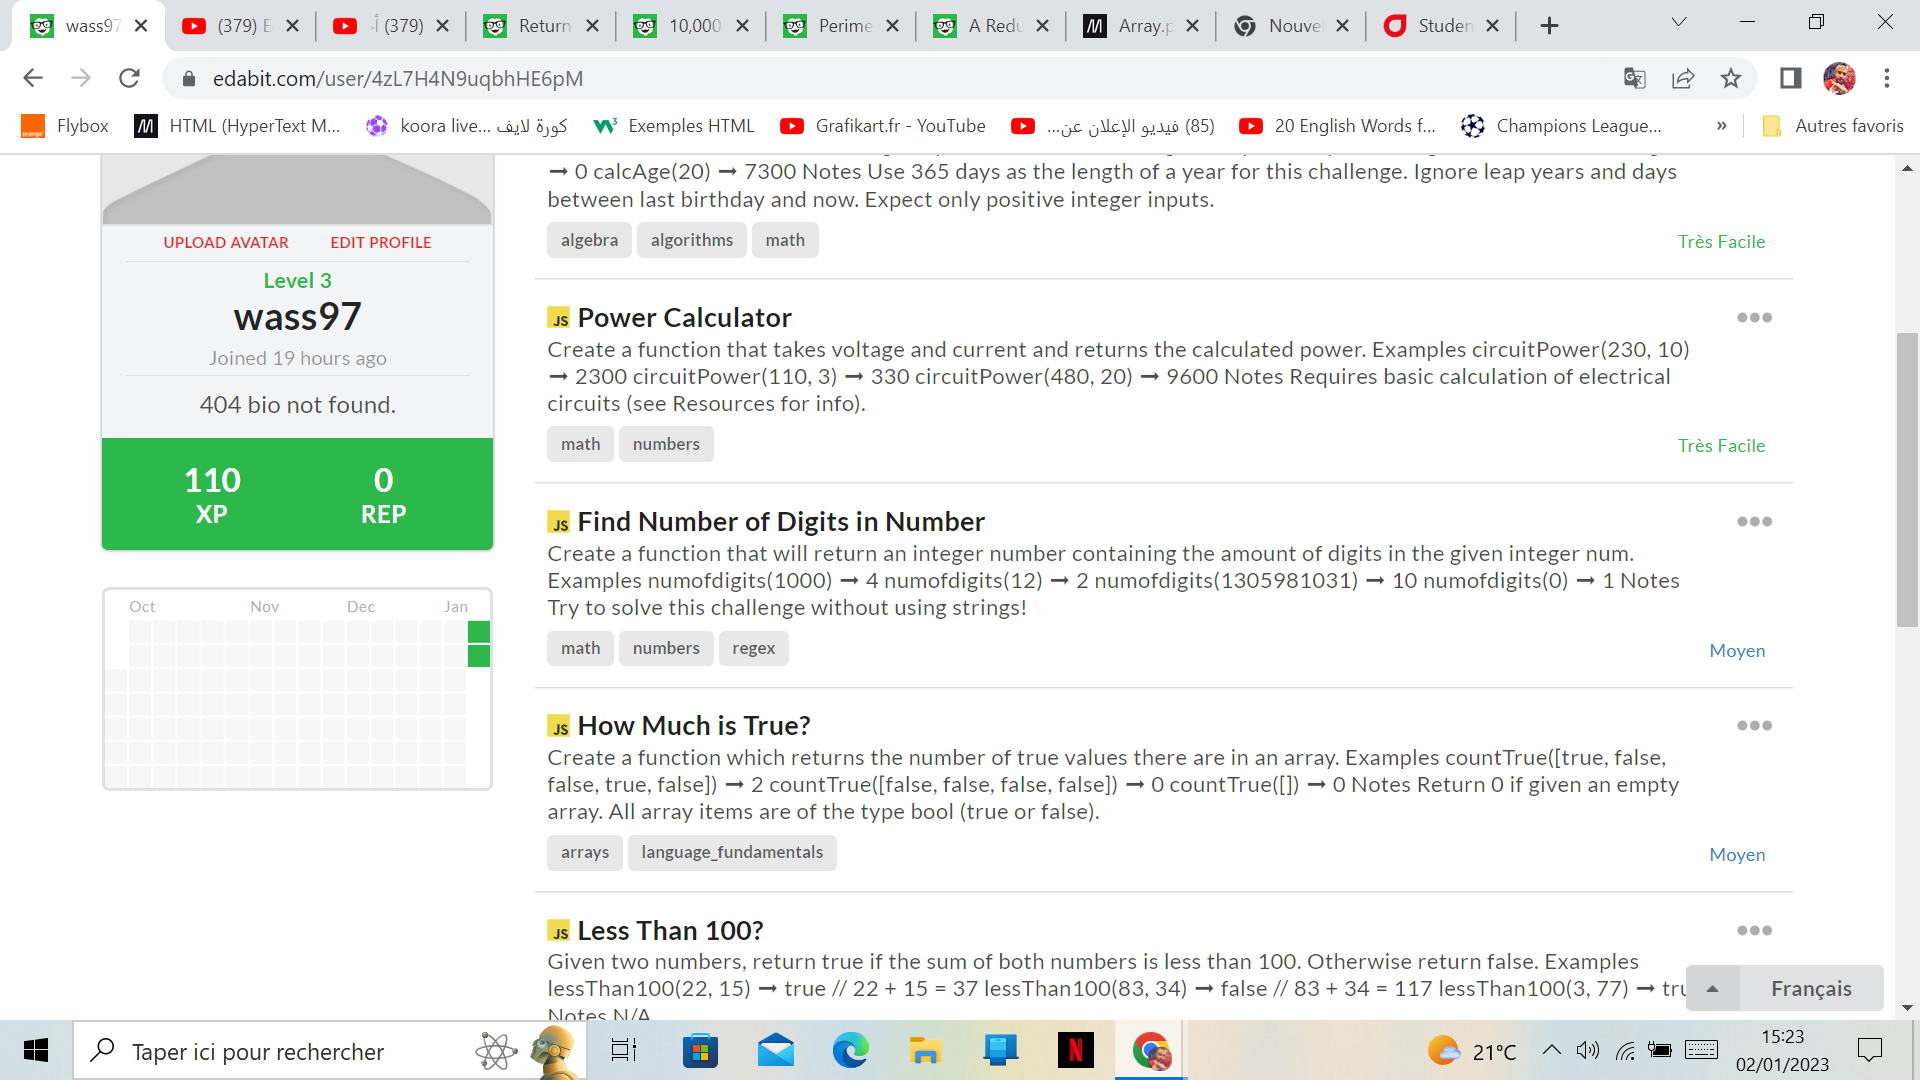 wass97
(379) E
(379)
Return
10,000
Perime
A Redu
Array.p
Nouve
Studen
edabit.com/user/4zL7H4N9uqbhHE6pM
Flybox
HTML (HyperText M...
koora live... كورة لايف
Exemples HTML
Grafikart.fr - YouTube
(85) فيديو الإعلان عن...
20 English Words f...
Champions League...
»
Autres favoris
UPLOAD AVATAR EDIT PROFILE
Level 3
wass97
Joined 19 hours ago
404 bio not found.
110 0
XP REP
Oct Nov Dec Jan
→ 0 calcAge(20) → 7300 Notes Use 365 days as the length of a year for this challenge. Ignore leap years and days
between last birthday and now. Expect only positive integer inputs.
algebra algorithms math
Très Facile
JS Power Calculator
Create a function that takes voltage and current and returns the calculated power. Examples circuitPower(230, 10)
→ 2300 circuitPower(110, 3) → 330 circuitPower(480, 20) → 9600 Notes Requires basic calculation of electrical
circuits (see Resources for info).
math numbers
Très Facile
JS Find Number of Digits in Number
Create a function that will return an integer number containing the amount of digits in the given integer num.
Examples numofdigits(1000) → 4 numofdigits(12) → 2 numofdigits(1305981031) → 10 numofdigits(0) → 1 Notes
Try to solve this challenge without using strings!
math numbers regex
Moyen
JS How Much is True?
Create a function which returns the number of true values there are in an array. Examples countTrue([true, false,
false, true, false]) → 2 countTrue([false, false, false, false]) → 0 countTrue([]) → 0 Notes Return 0 if given an empty
array. All array items are of the type bool (true or false).
arrays language_fundamentals
Moyen
JS Less Than 100?
Given two numbers, return true if the sum of both numbers is less than 100. Otherwise return false. Examples
lessThan100(22, 15) → true // 22 + 15 = 37 lessThan100(83, 34) → false // 83 + 34 = 117 lessThan100(3, 77) → tru
Notes N/A
Français
Taper ici pour rechercher
N
21°C
15:23
02/01/2023